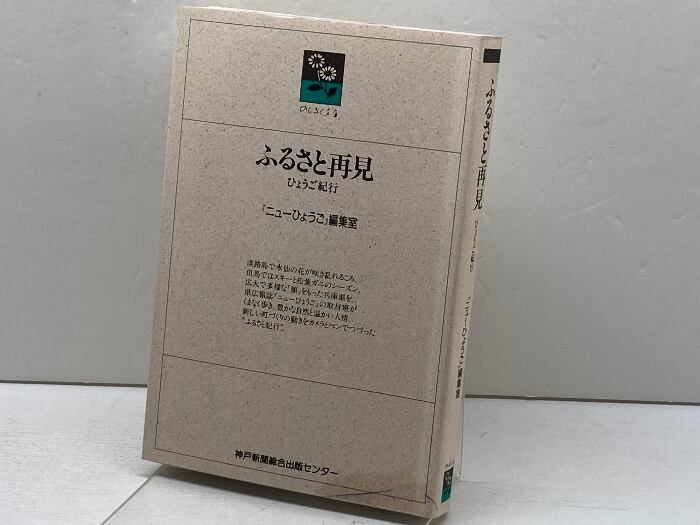 のじぎく文庫
ふるさと再見
ひょうご紀行
「ニューひょうご」編集室
淡路島で水仙の花が咲き乱れるころ、
但馬ではスキーと松葉ガニのシーズン。
広大で多様な「顔」をもった兵庫県を、
県広報誌『ニューひょうご』の取材班が
くまなく歩き、豊かな自然と温かい人情、
新しい町づくりの動きをカメラとペンでつづった
“ふるさと紀行”。
神戸新聞総合出版センター
ふるさと再見
ひょうご紀行
「ニューひょうご」編集室